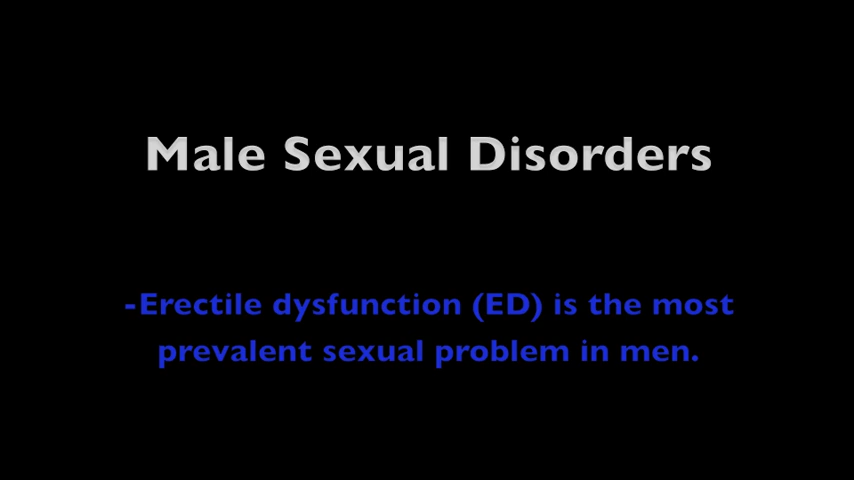 Male Sexual Disorders
-Erectile dysfunction (ED) is the most
prevalent sexual problem in men.